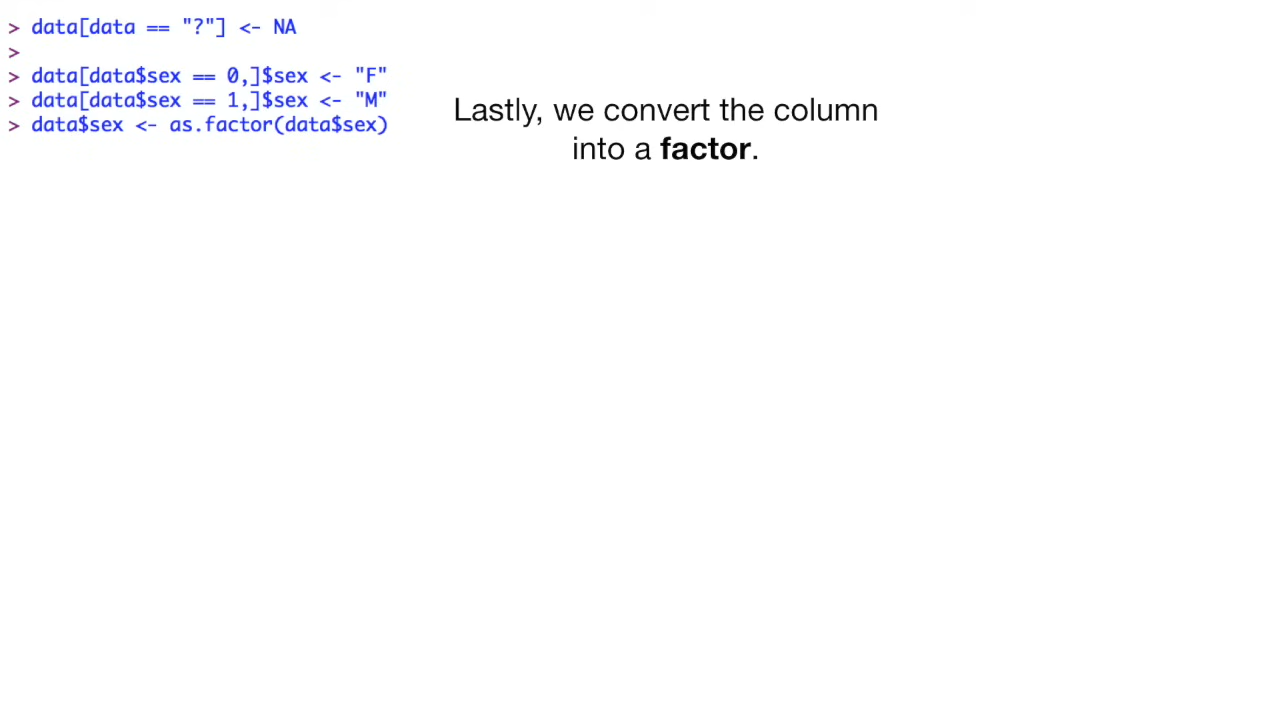 > data[data == "?"] <- NA
>
> data[data$sex == 0,]$sex <- "F"
> data[data$sex == 1,]$sex <- "M"
> data$sex <- as.factor(data$sex)
Lastly, we convert the column
into a factor.